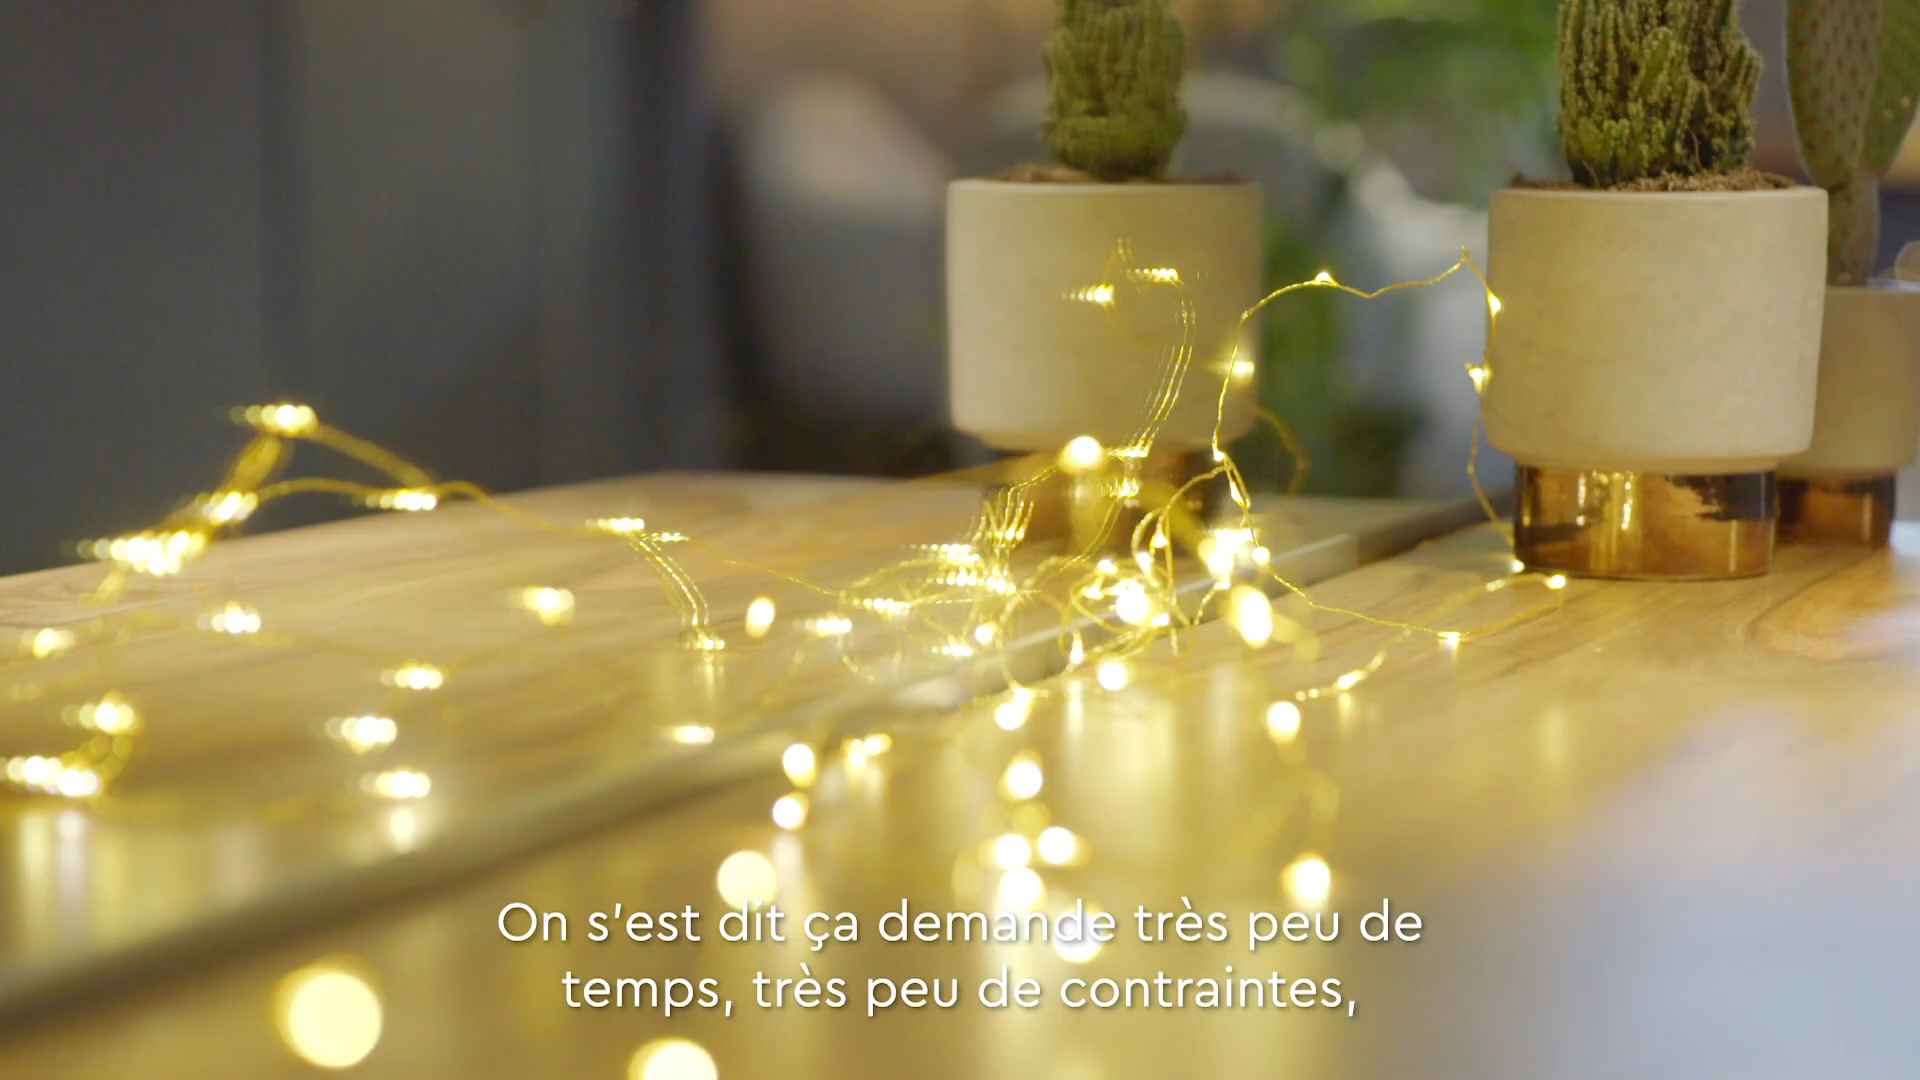 On s'est dit ça demande très peu de
temps, très peu de contraintes,